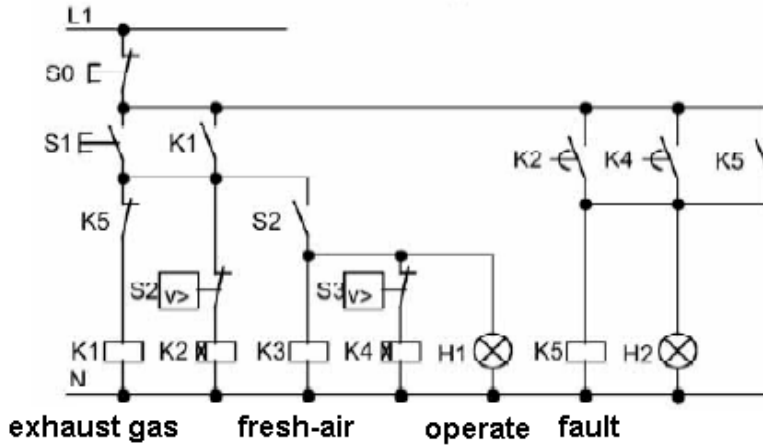 L1
S0
S1 K1 K2 K4 K5
K5 S2
S2 v> S3 v>
K1 K2 K3 K4 H1 K5 H2
N
exhaust gas fresh-air operate fault